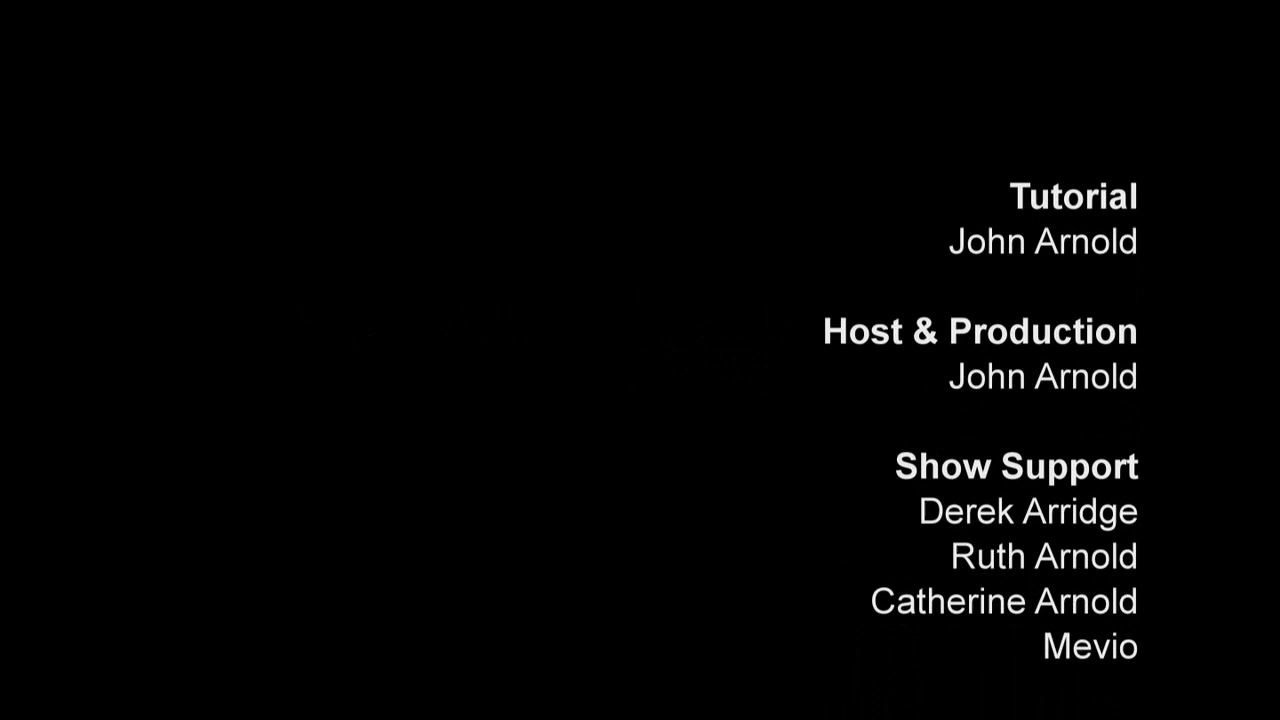 Tutorial
John Arnold
Host & Production
John Arnold
Show Support
Derek Arridge
Ruth Arnold
Catherine Arnold
Mevio